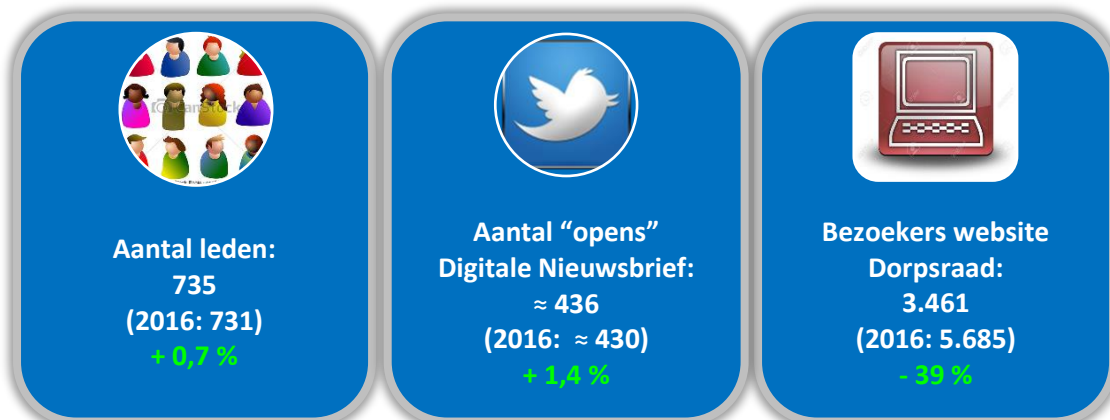 Aantal leden:
735
(2016: 731)
+ 0,7 %
Aantal “opens”
Digitale Nieuwsbrief:
≈ 436
(2016: ≈ 430)
+ 1,4 %
Bezoekers website
Dorpsraad:
3.461
(2016: 5.685)
- 39 %